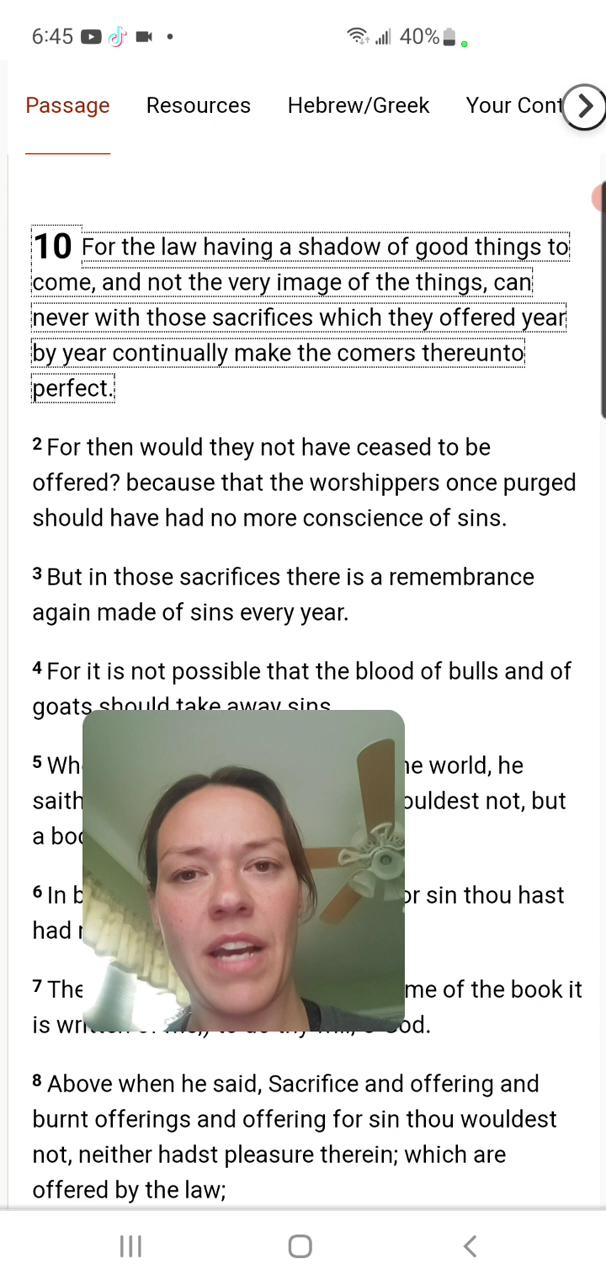 6:45
40%
Passage Resources Hebrew/Greek Your Cont
10 For the law having a shadow of good things to
come, and not the very image of the things, can
never with those sacrifices which they offered year
by year continually make the comers thereunto
perfect.
2 For then would they not have ceased to be
offered? because that the worshippers once purged
should have had no more conscience of sins.
3 But in those sacrifices there is a remembrance
again made of sins every year.
4 For it is not possible that the blood of bulls and of
goats should take away sins
5 he world, he
saith ouldest not, but
a
6 In or sin thou hast
had
7 The me of the book it
is od.
8 Above when he said, Sacrifice and offering and
burnt offerings and offering for sin thou wouldest
not, neither hadst pleasure therein; which are
offered by the law;